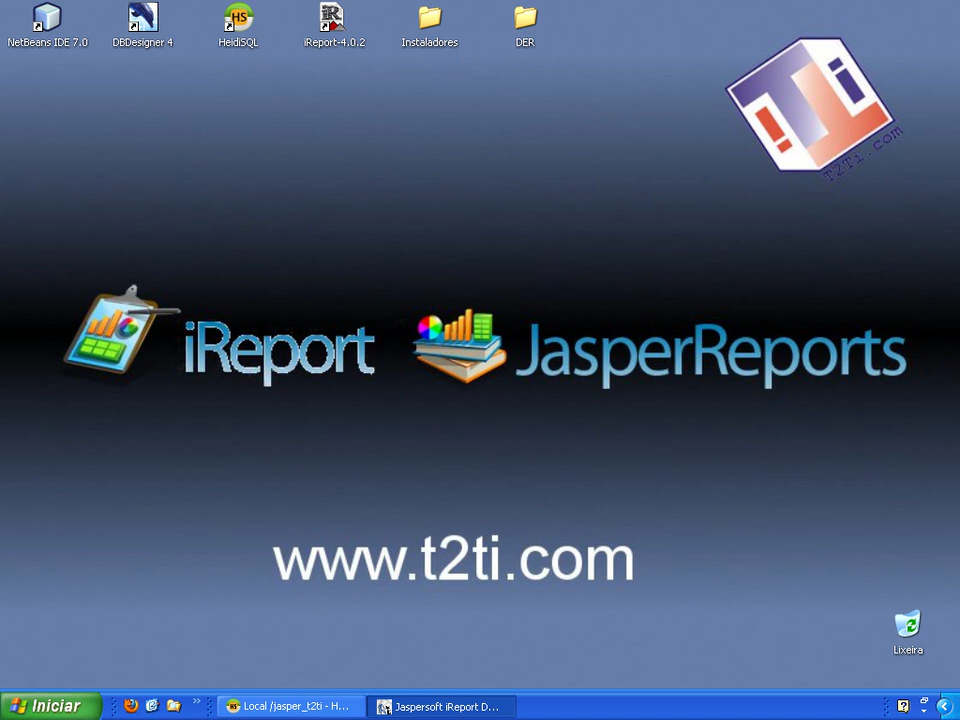 NetBeans IDE 7.0
DBDesigner 4
HeidiSQL
iReport-4.0.2
Instaladores
DER
T2Ti.com
iReport
JasperReports
www.t2ti.com
Lixeira
Iniciar
Local /jasper_t2ti - H...
Jaspersoft iReport D...